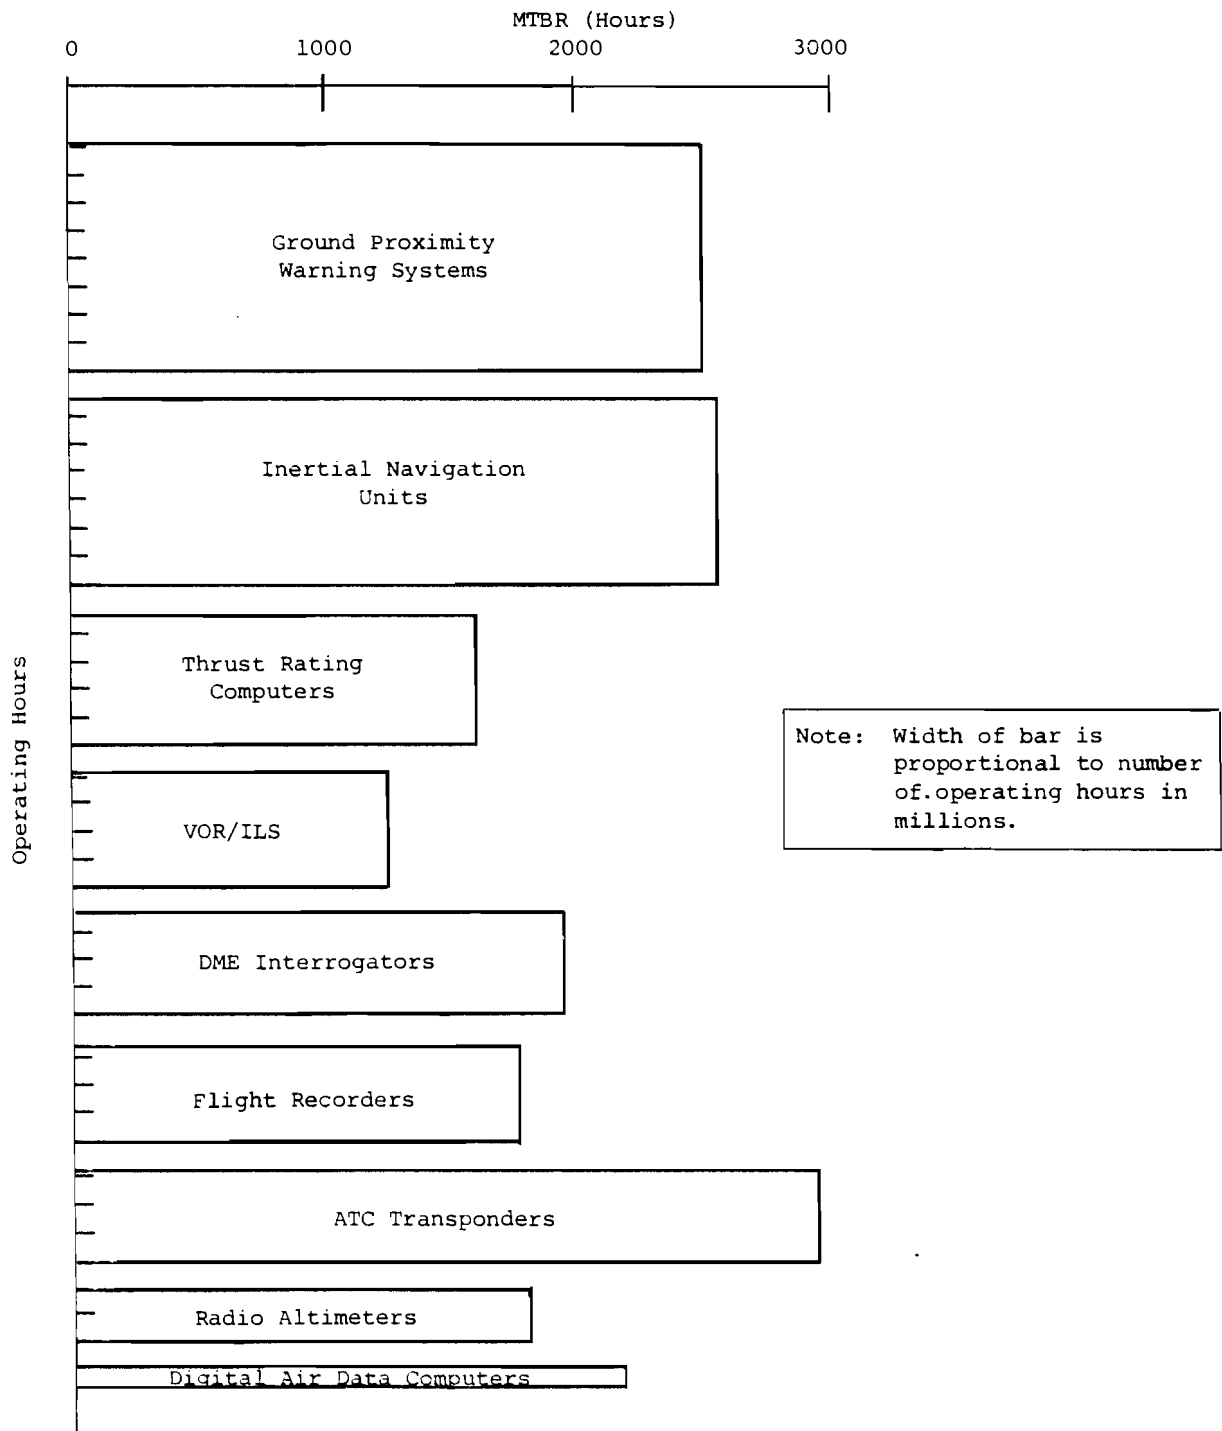 MTBR (Hours)
0 1000 2000 3000
Ground Proximity
Warning Systems
Inertial Navigation
Units
Thrust Rating
Computers
Operating Hours
Note: Width of bar is
proportional to number
of.operating hours in
millions.
VOR/ILS
DME Interrogators
Flight Recorders
ATC Transponders
Radio Altimeters
Digital Air Data Computers